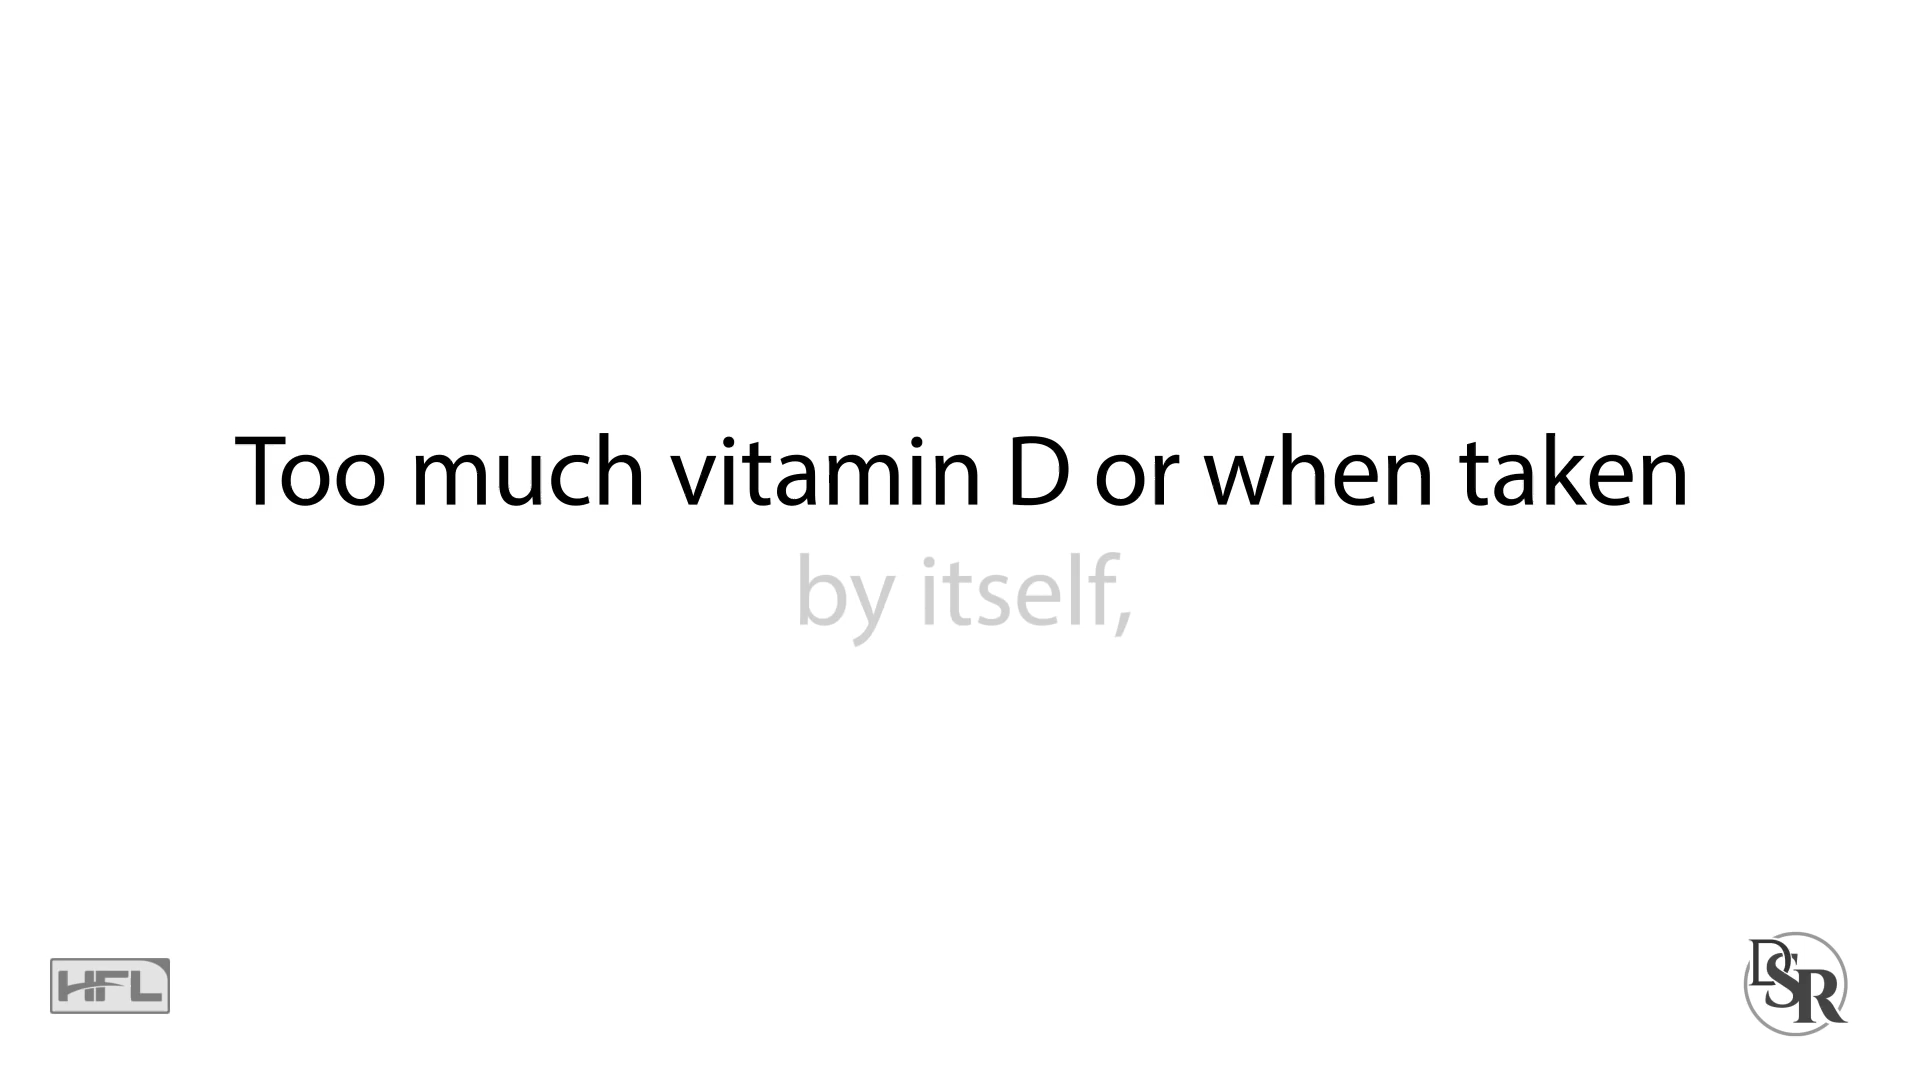 Too much vitamin D or when taken
by itself,
HFL
DSR